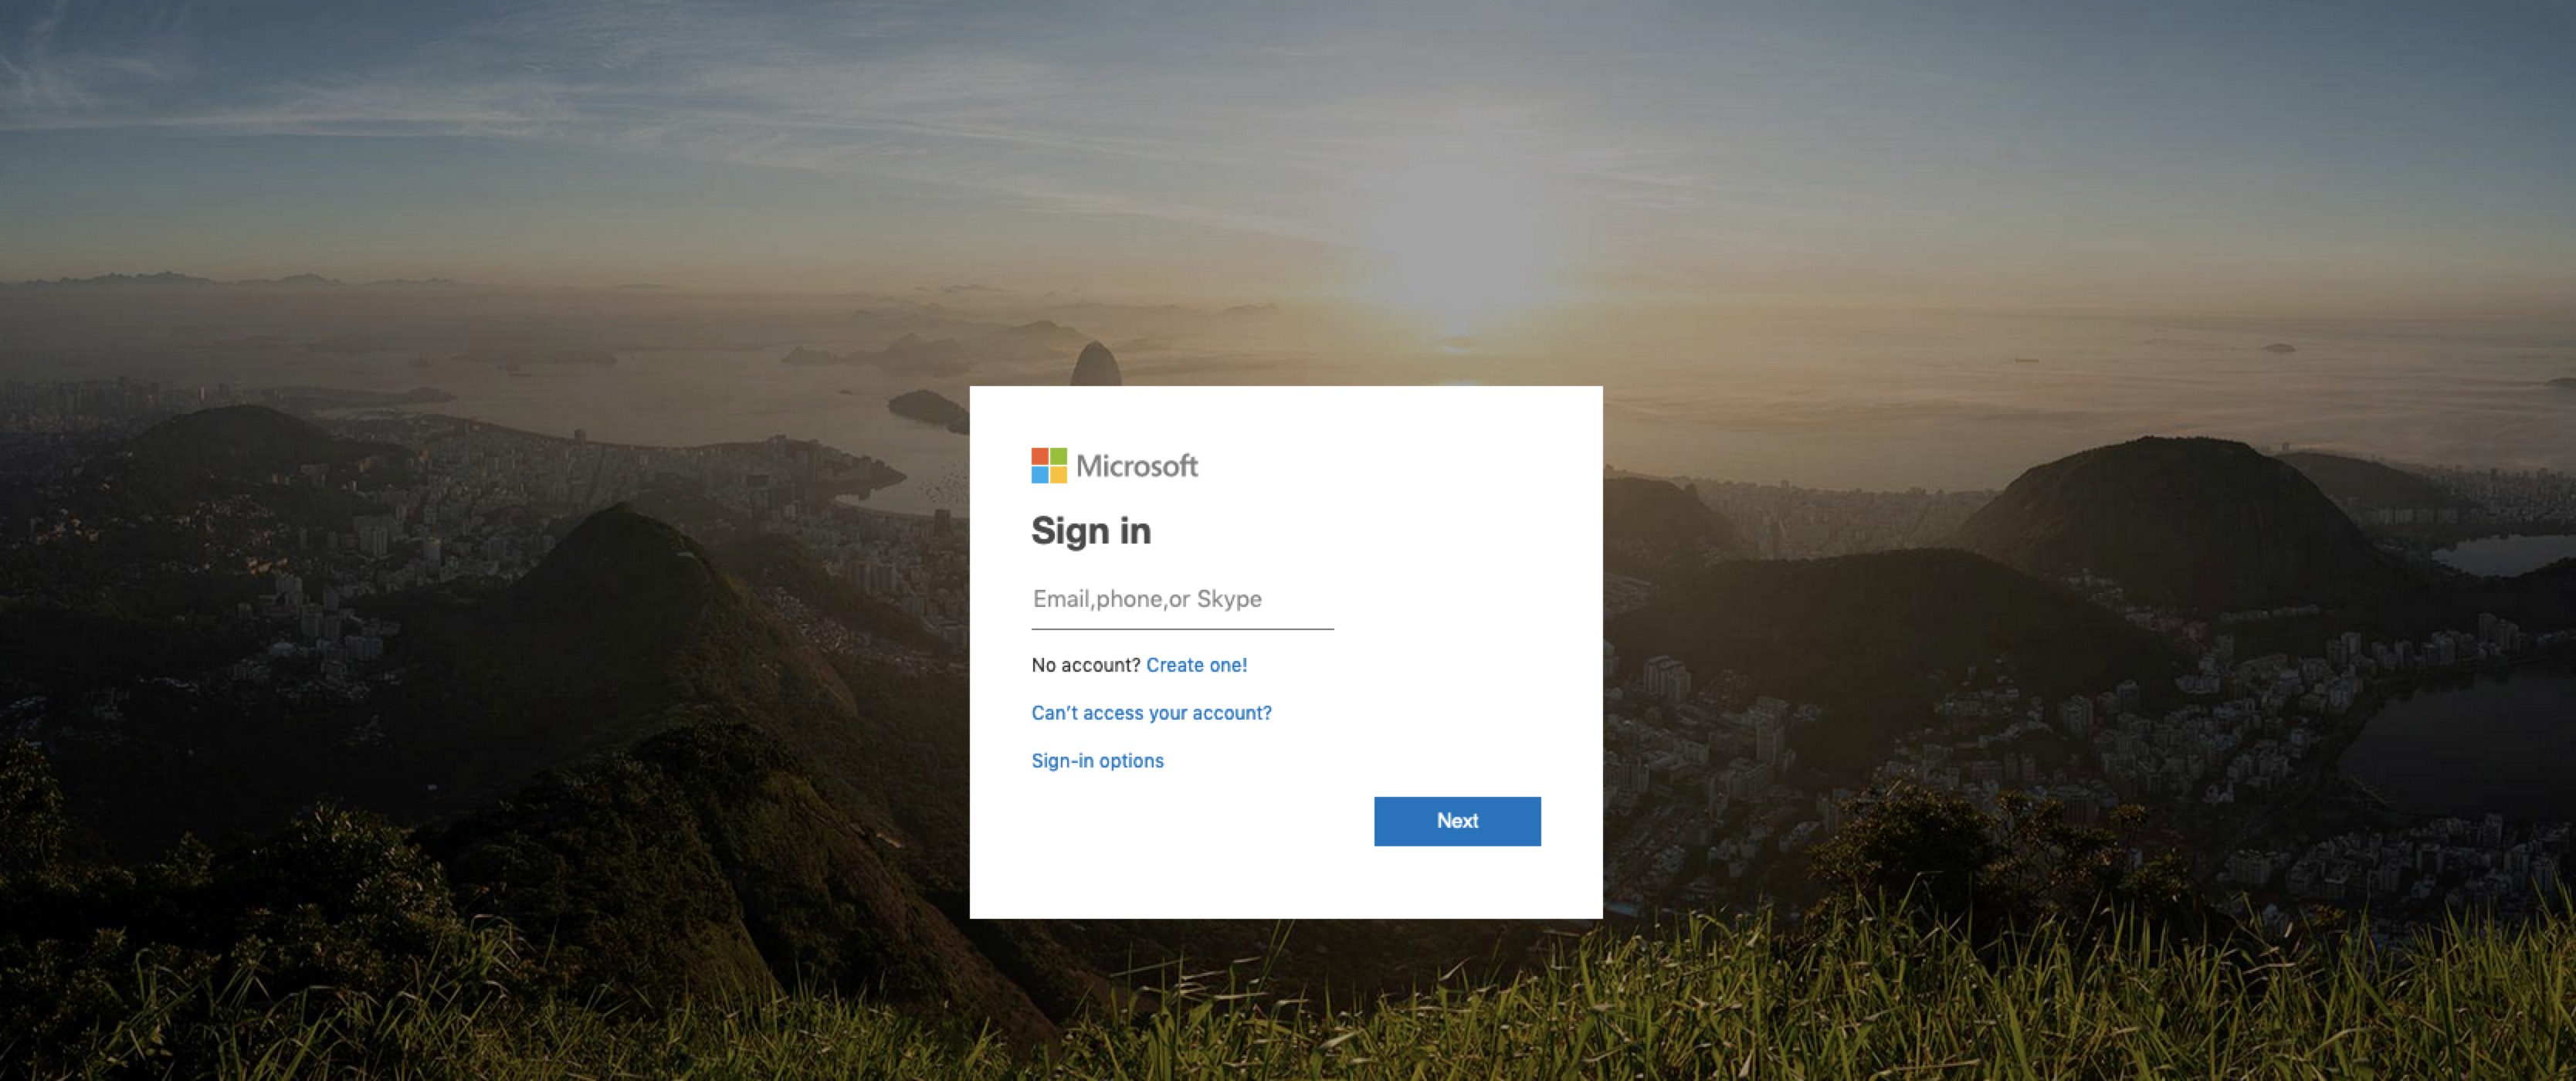 Microsoft
Sign in
Email,phone,or Skype
No account? Create one!
Can't access your account?
Sign-in options
Next